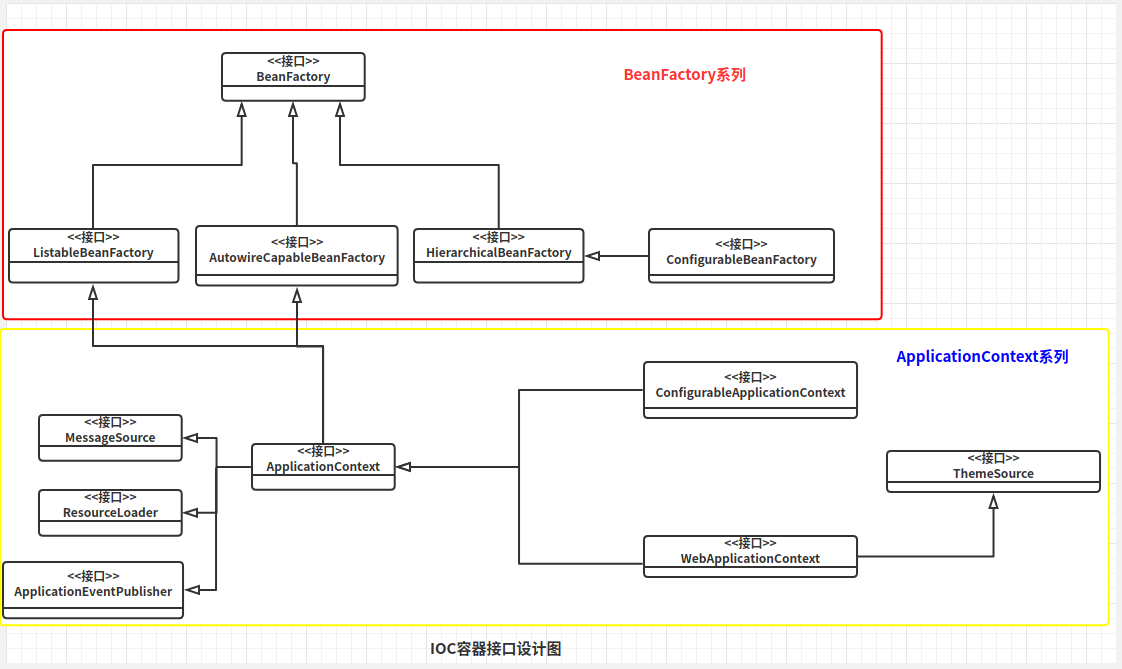 <<接口>>
BeanFactory
BeanFactory系列
<<接口>>
ListableBeanFactory
<<接口>>
AutowireCapableBeanFactory
<<接口>>
HierarchicalBeanFactory
<<接口>>
ConfigurableBeanFactory
ApplicationContext系列
<<接口>>
ConfigurableApplicationContext
<<接口>>
MessageSource
<<接口>>
ApplicationContext
<<接口>>
ThemeSource
<<接口>>
ResourceLoader
<<接口>>
WebApplicationContext
<<接口>>
ApplicationEventPublisher
IOC容器接口设计图